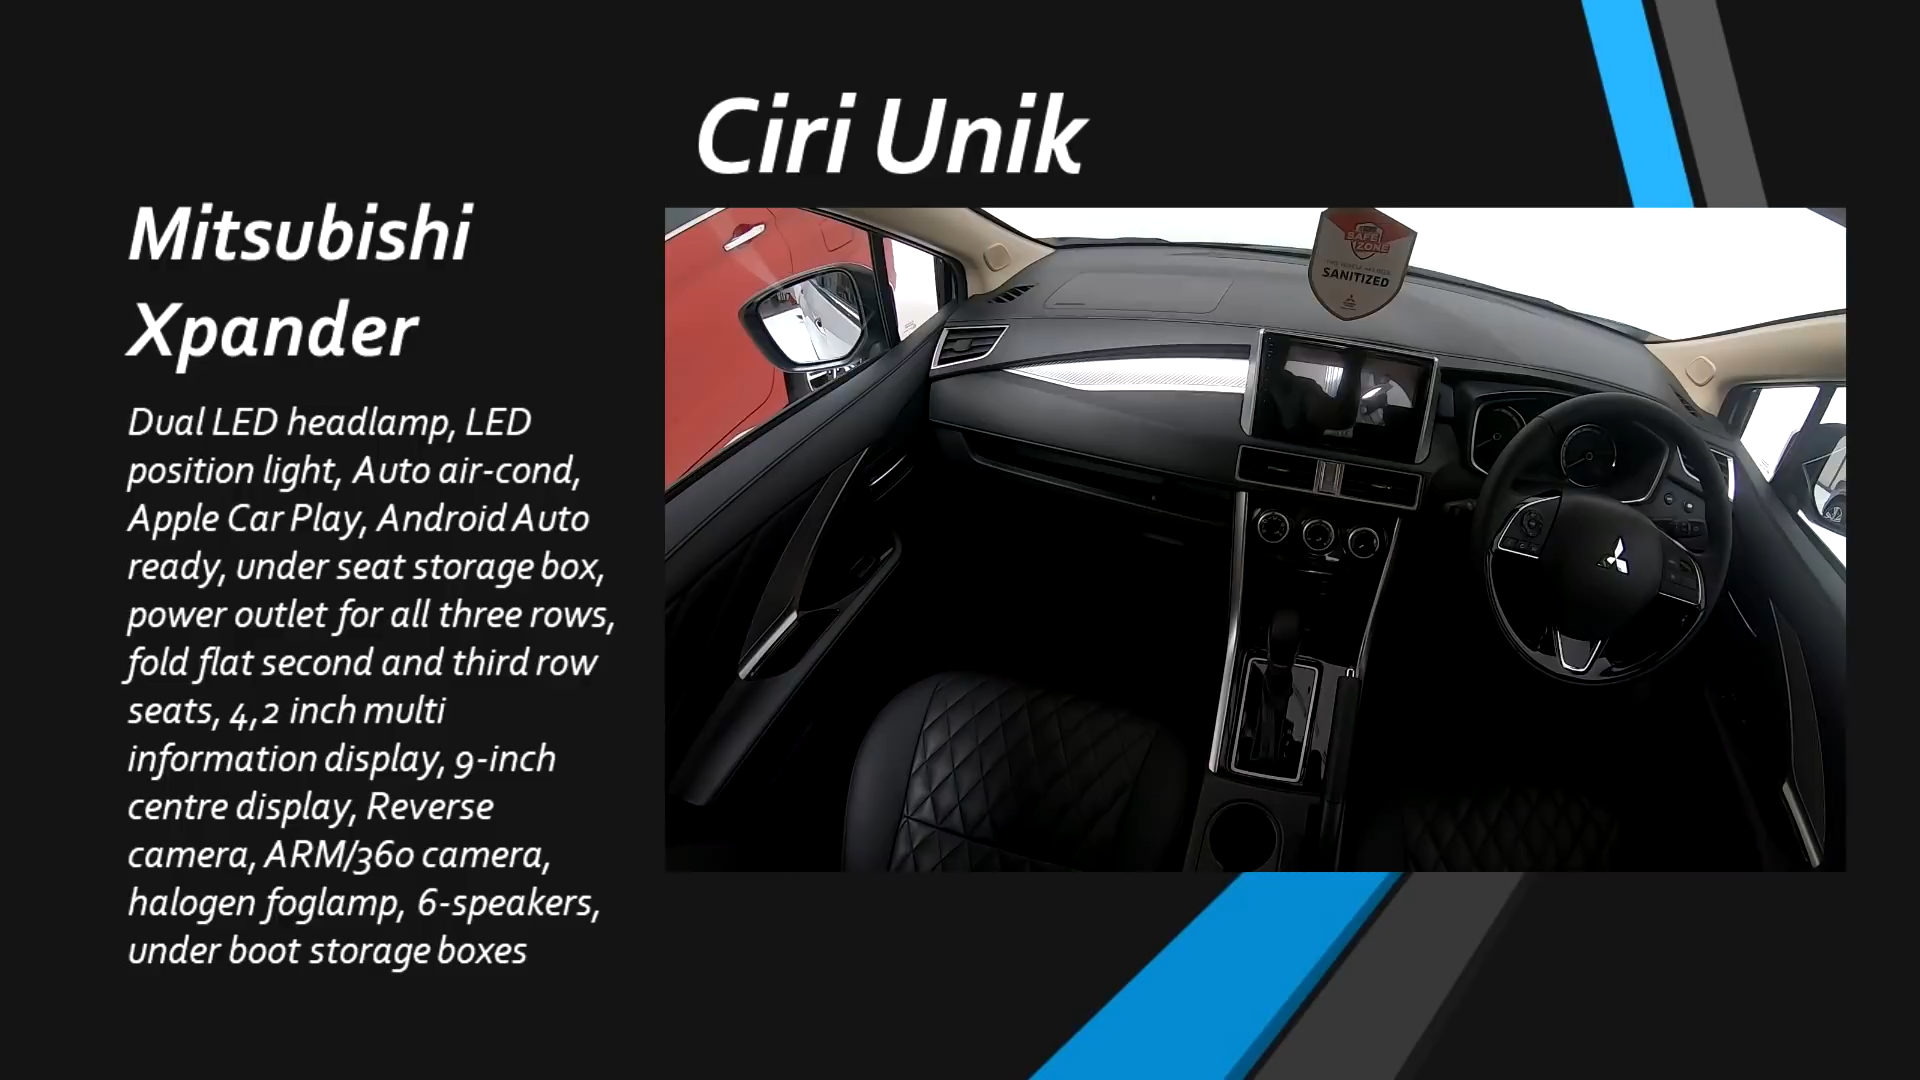 Ciri Unik
Mitsubishi
Xpander
Dual LED headlamp, LED
position light, Auto air-cond,
Apple Car Play, Android Auto
ready, under seat storage box,
power outlet for all three rows,
fold flat second and third row
seats, 4,2 inch multi
information display, 9-inch
centre display, Reverse
camera, ARM/360 camera,
halogen foglamp, 6-speakers,
under boot storage boxes
SAFE
ZONE
SANITIZED